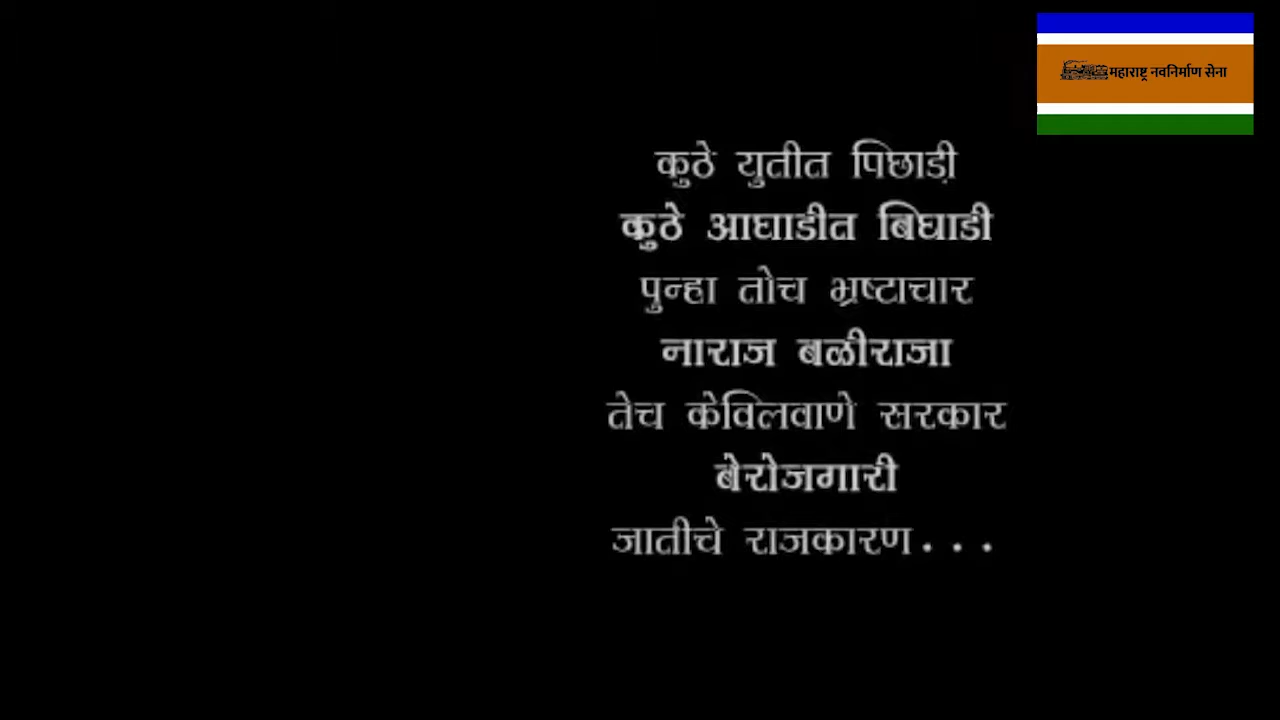 महाराष्ट्र नवनिर्माण सेना
कुठे युतीत पिछाडी़
कुठे आघाडीत बिघाडी
पुन्हा तोच भ्रष्टाचार
नाराज बळीराजा
तेच केविलवाणे सरकार
बेरोजगारी
जातीचे राजकारण...